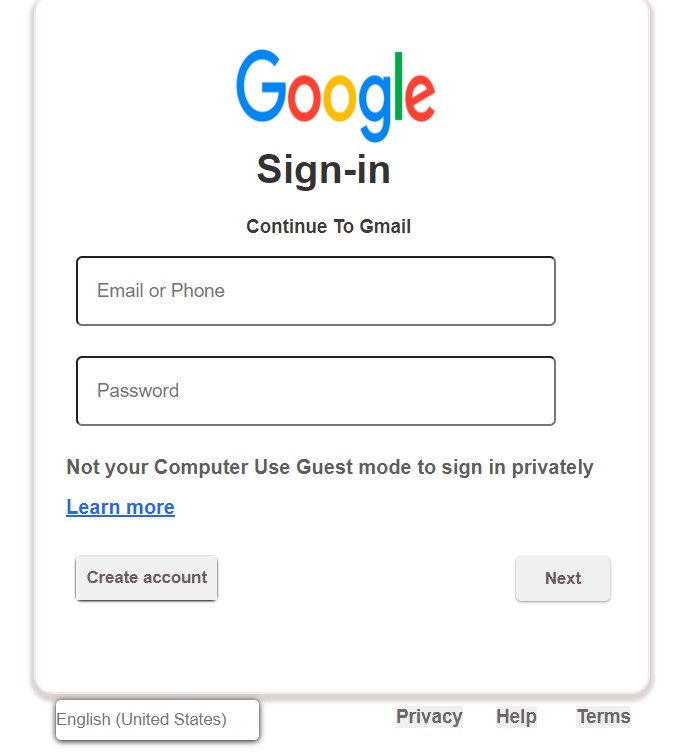 Google
Sign-in
Continue To Gmail
Email or Phone
Password
Not your Computer Use Guest mode to sign in privately
Learn more
Create account Next
English (United States) Privacy Help Terms